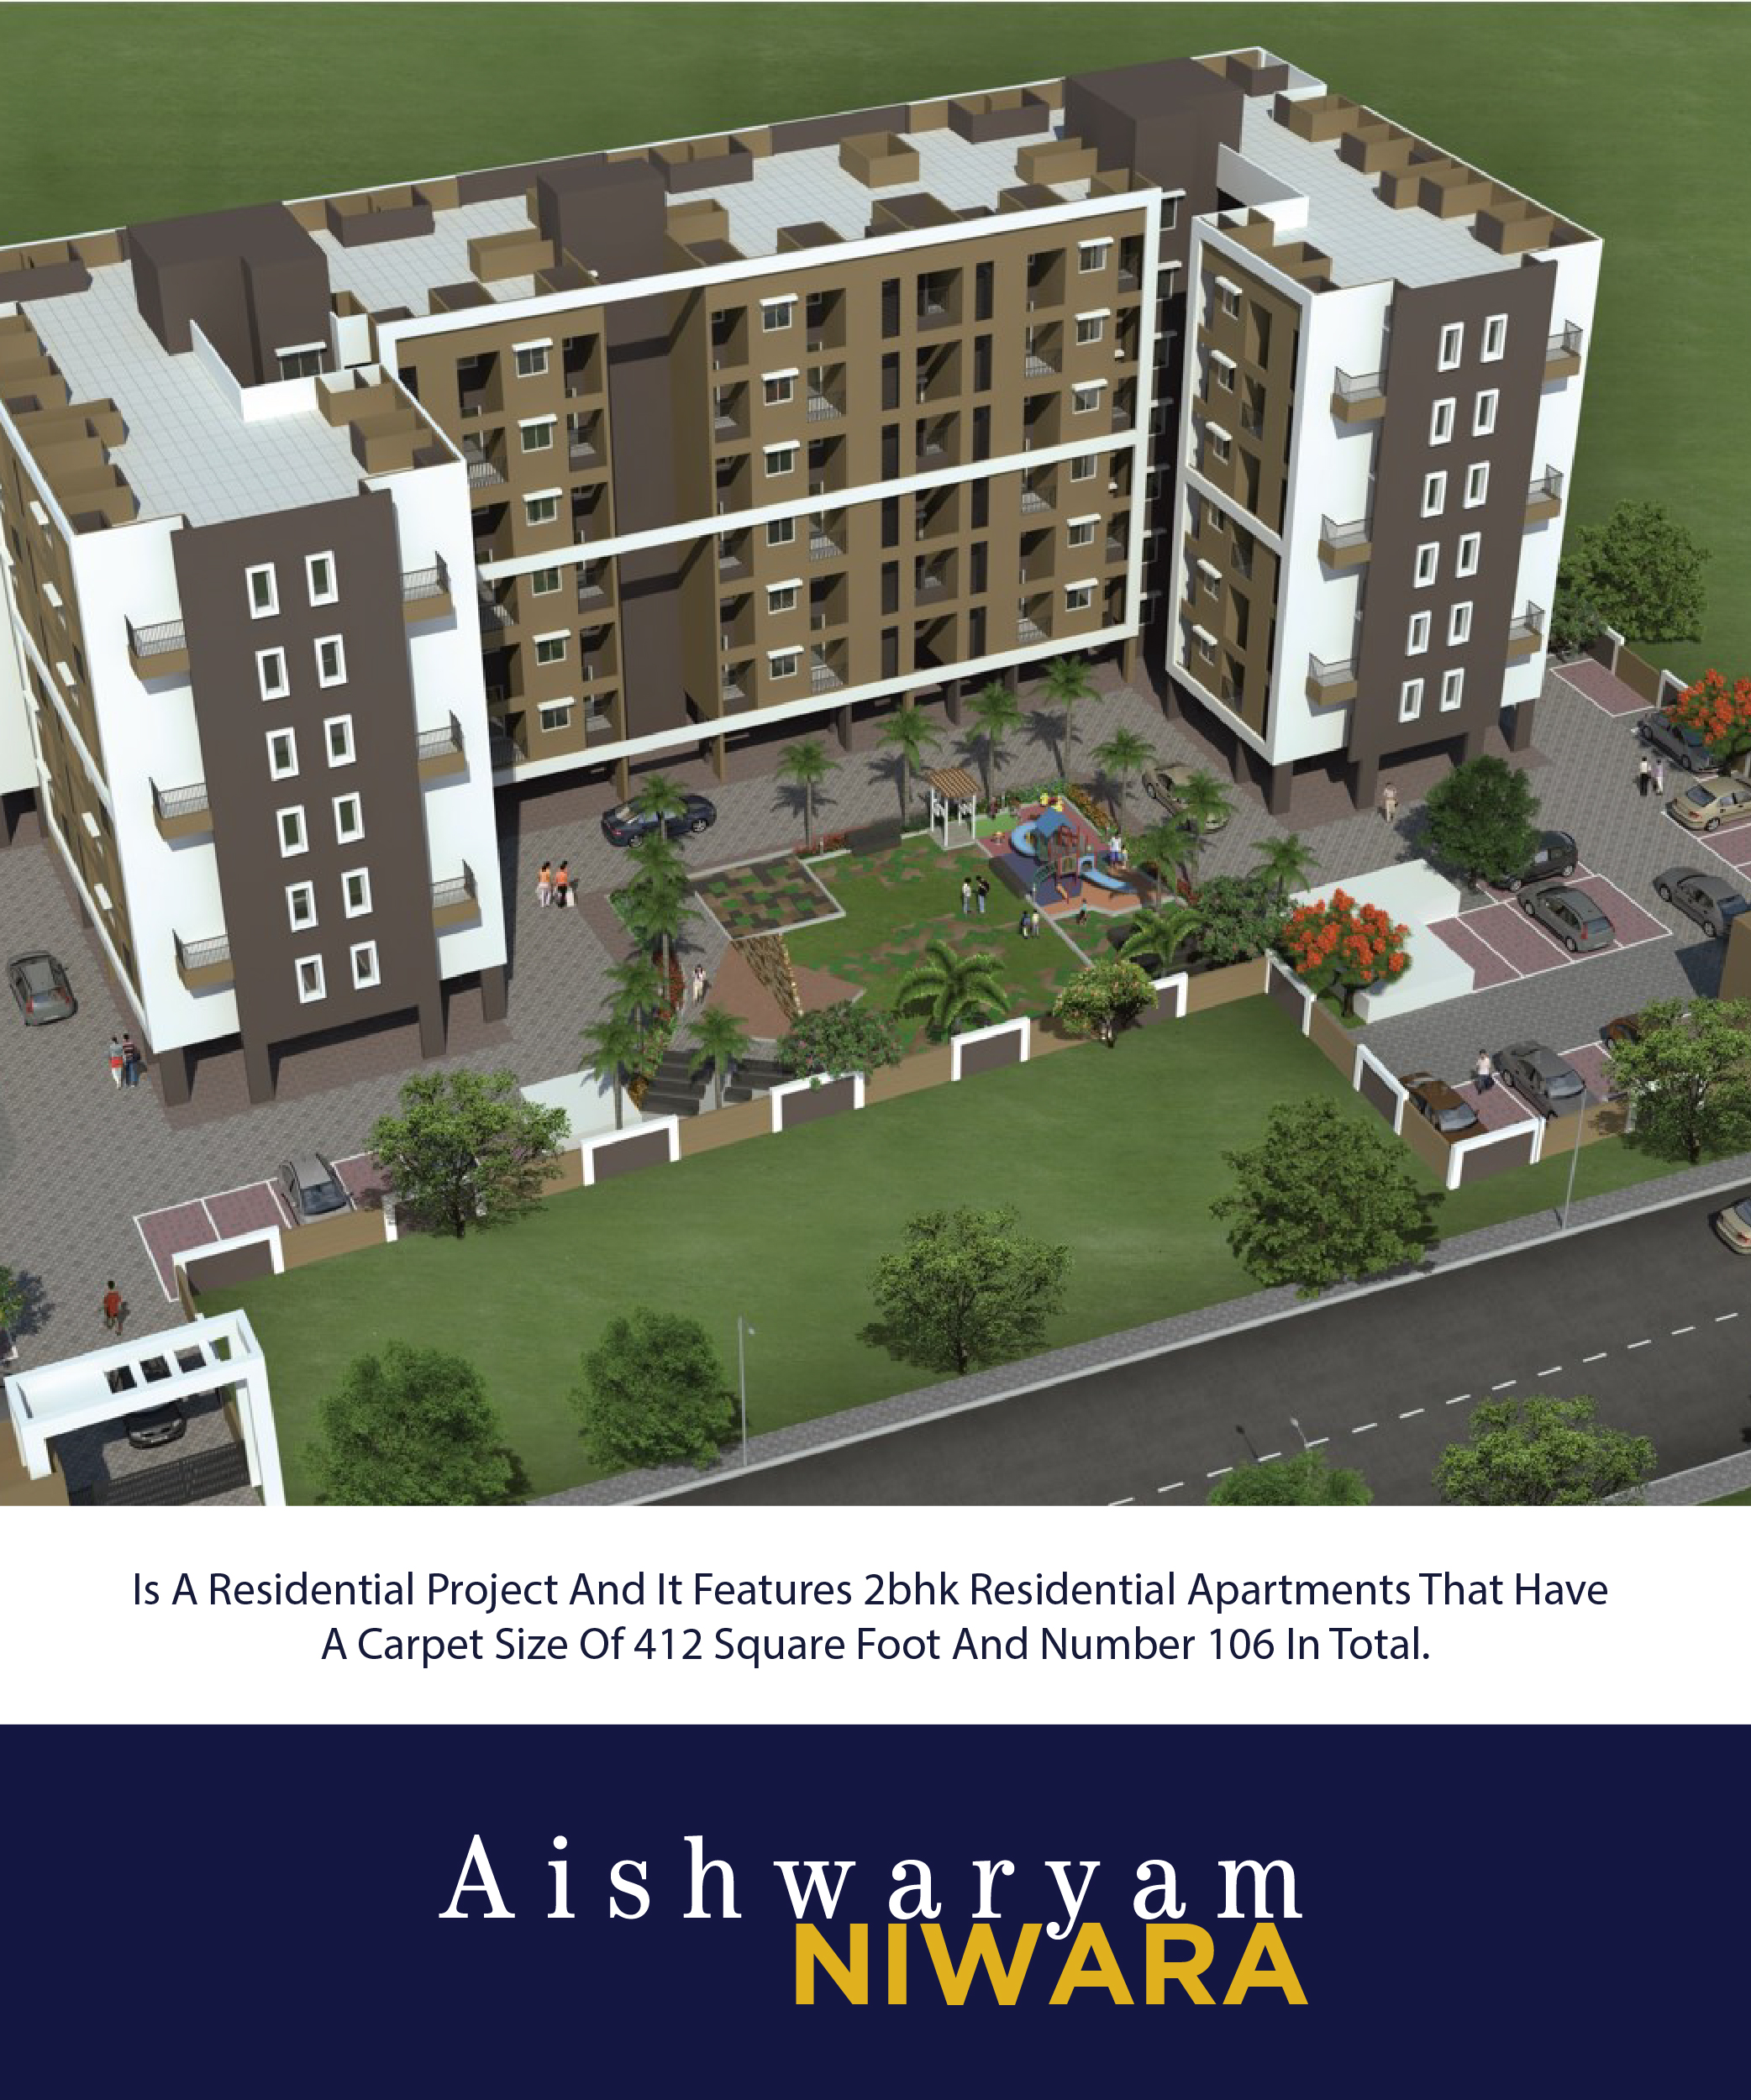 Is A Residential Project And It Features 2bhk Residential Apartments That Have
A Carpet Size Of 412 Square Foot And Number 106 In Total.
Aishwaryam
NIWARA